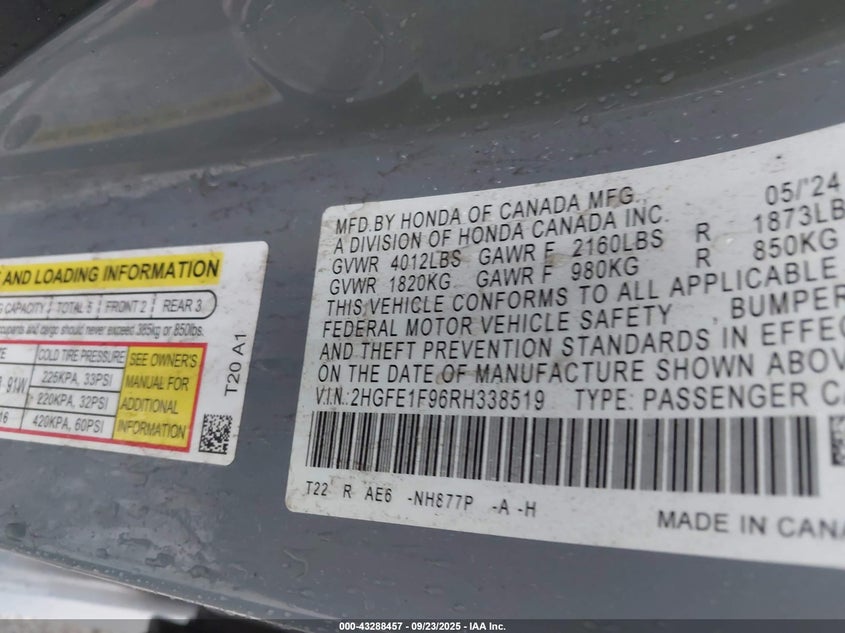 AND LOADING INFORMATION
CAPACITY TOTAL 5 FRONT 2 REAR 3
and cargo should never exceed 385kg or 850lbs.
COLD TIRE PRESSURE
225KPA, 33PSI
220KPA, 32PSI
420KPA, 60PSI
SEE OWNER'S
MANUAL FOR
ADDITIONAL
INFORMATION
T20 A1
MFD.BY HONDA OF CANADA MFG. 05/'24
A DIVISION OF HONDA CANADA INC.
GVWR 4012LBS GAWR F 2160LBS R 1873LB
GVWR 1820KG GAWR F 980KG R 850KG
THIS VEHICLE CONFORMS TO ALL APPLICABLE
FEDERAL MOTOR VEHICLE SAFETY , BUMPER
AND THEFT PREVENTION STANDARDS IN EFFEC
ON THE DATE OF MANUFACTURE SHOWN ABOV
V.I.N.:2HGFE1F96RH338519 TYPE: PASSENGER C
T22 R AE6 -NH877P -A -H
MADE IN CANA
000-43288457 - 09/23/2025 - IAA Inc.